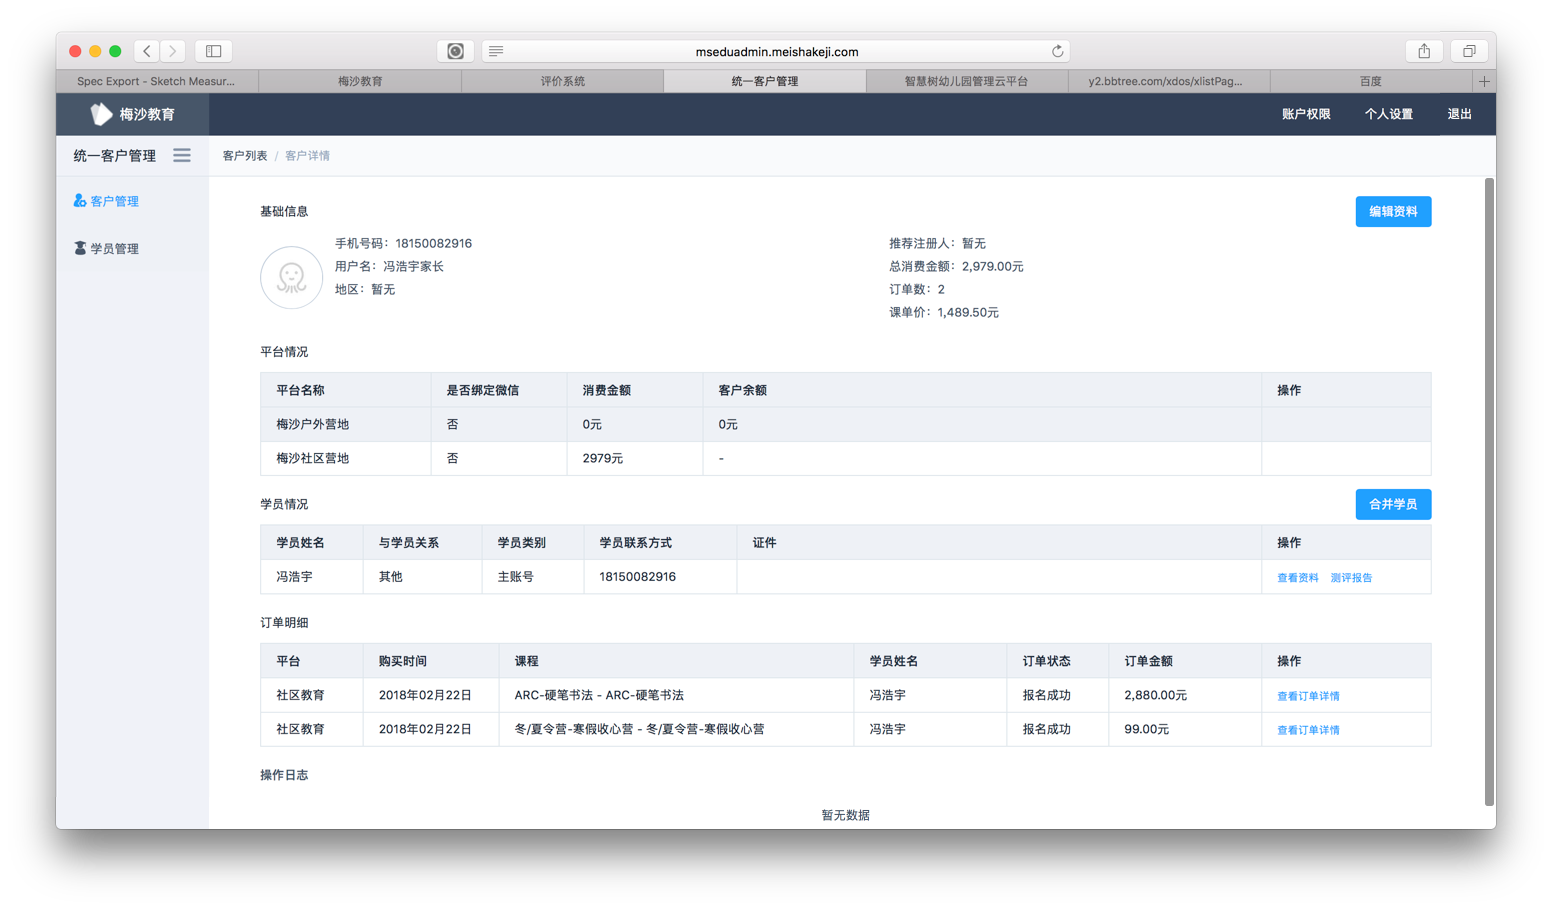 mseduadmin.meishakeji.com
Spec Export - Sketch Measur...
梅沙教育
评价系统
统一客户管理
智慧树幼儿园管理云平台
y2.bbtree.com/xdos/xlistPag...
百度
梅沙教育
账户权限 个人设置 退出
统一客户管理
客户列表 / 客户详情
客户管理
学员管理
基础信息
编辑资料
手机号码：18150082916
用户名：冯浩宇家长
地区：暂无
推荐注册人：暂无
总消费金额：2,979.00元
订单数：2
课单价：1,489.50元
平台情况
平台名称 是否绑定微信 消费金额 客户余额 操作
梅沙户外营地 否 0元 0元
梅沙社区营地 否 2979元 -
学员情况
合并学员
学员姓名 与学员关系 学员类别 学员联系方式 证件 操作
冯浩宇 其他 主账号 18150082916 查看资料 测评报告
订单明细
平台 购买时间 课程 学员姓名 订单状态 订单金额 操作
社区教育 2018年02月22日 ARC-硬笔书法 - ARC-硬笔书法 冯浩宇 报名成功 2,880.00元 查看订单详情
社区教育 2018年02月22日 冬/夏令营-寒假收心营 - 冬/夏令营-寒假收心营 冯浩宇 报名成功 99.00元 查看订单详情
操作日志
暂无数据